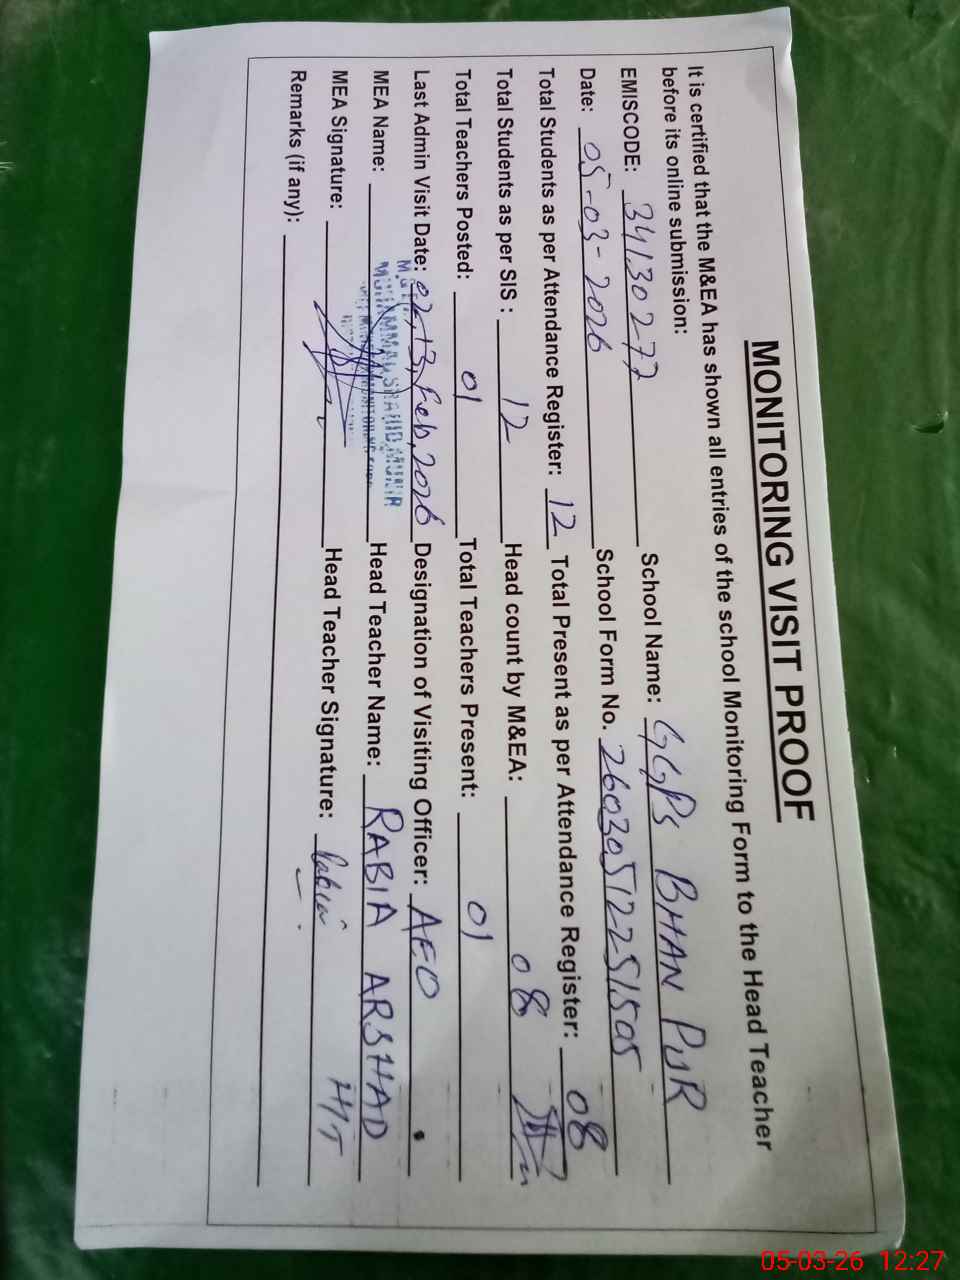 MONITORING VISIT PROOF
It is certified that the M&EA has shown all entries of the school Monitoring Form to the Head Teacher
before its online submission:
EMISCODE: 34130277 School Name: GGPS BHAN PUR
Date: 05-03-2026 School Form No. 26030512251505
Total Students as per Attendance Register: 12 Total Present as per Attendance Register: 08
Total Students as per SIS: 12 Head count by M&EA: 08
Total Teachers Posted: 01 Total Teachers Present: 01
Last Admin Visit Date: 02,13,Feb,2026 Designation of Visiting Officer: AEO
MEA Name: MUHAMMAD SHAHID MUNIR Head Teacher Name: RABIA ARSHAD
MEA Signature: Head Teacher Signature: Rabia H/T
Remarks (if any):
05-03-26 12:27